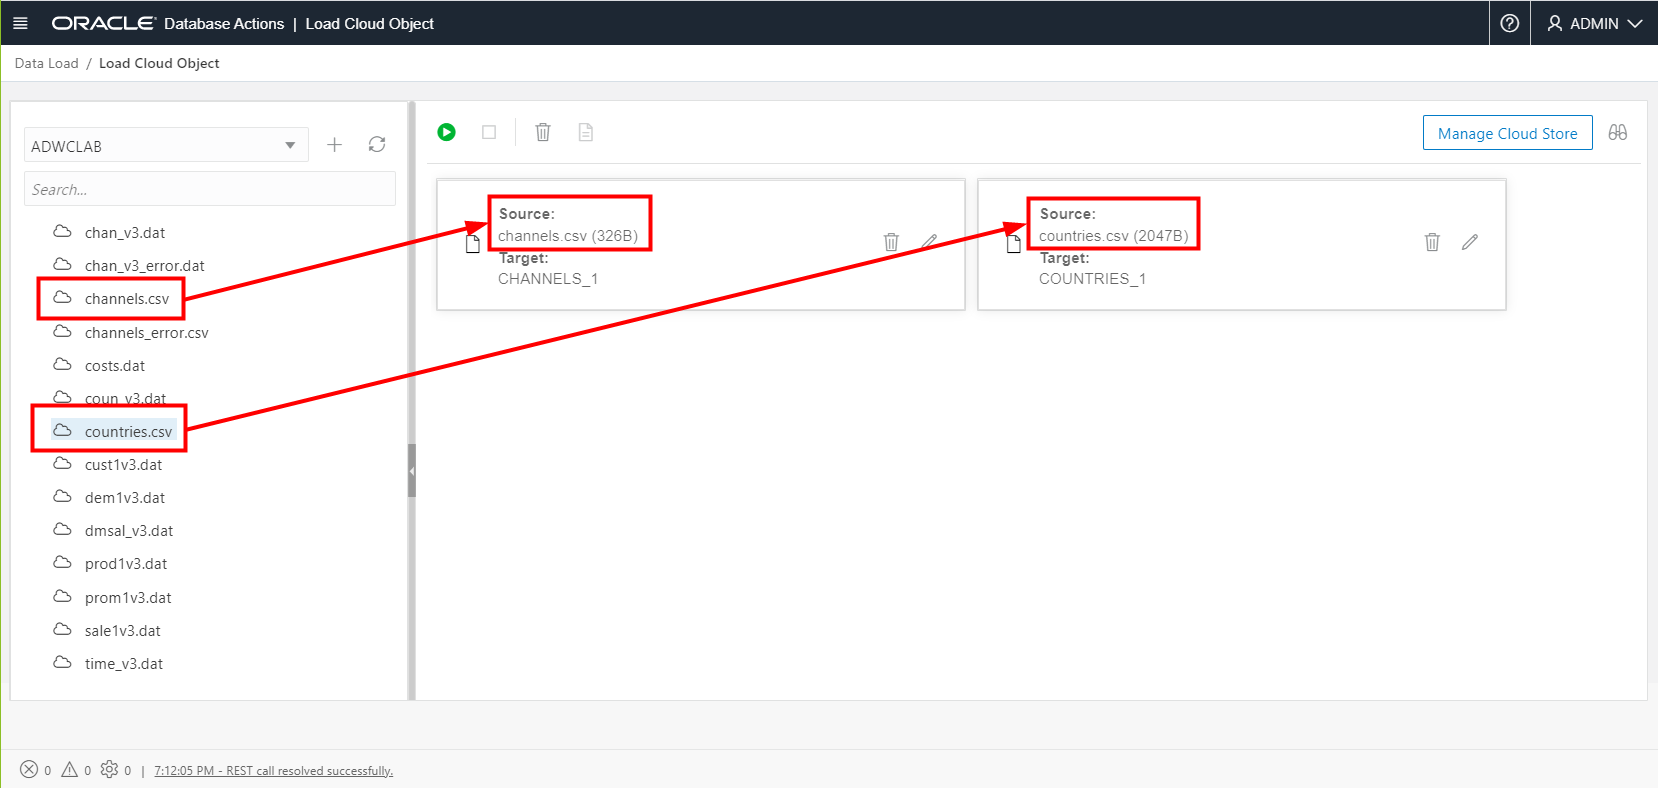 ORACLE Database Actions | Load Cloud Object
ADMIN
Data Load / Load Cloud Object
ADWCLAB
Search...
chan_v3.dat
chan_v3_error.dat
channels.csv
channels_error.csv
costs.dat
coun_v3.dat
countries.csv
cust1v3.dat
dem1v3.dat
dmsal_v3.dat
prod1v3.dat
prom1v3.dat
sale1v3.dat
time_v3.dat
Manage Cloud Store
Source:
channels.csv (326B)
Target:
CHANNELS_1
Source:
countries.csv (2047B)
Target:
COUNTRIES_1
0 0 0 | 7:12:05 PM - REST call resolved successfully.